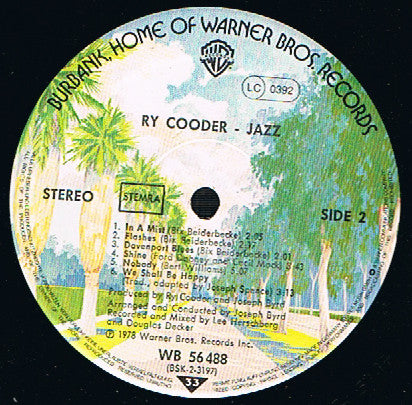 BURBANK, HOME OF WARNER BROS. RECORDS
WB
LC 0392
RY COODER - JAZZ
STEREO
STEMRA
SIDE 2
1. In A Mist (Bix Beiderbecke) 2:05
2. Flashes (Bix Beiderbecke) 2:37
3. Davenport Blues (Bix Beiderbecke) 2:01
4. Shine (Ford Dabney and Cecil Mack) 3:43
5. Nobody (Bert Williams) 5:00
6. We Shall Be Happy
(Trad., adapted by Joseph Spence) 3:13
Produced by Ry Cooder and Joseph Byrd
Arranged and Conducted by Joseph Byrd
Recorded and Mixed by Lee Herschberg
and Douglas Decker
℗ 1978 Warner Bros. Records Inc.
WB 56 488
(BSK-2-3197)
33